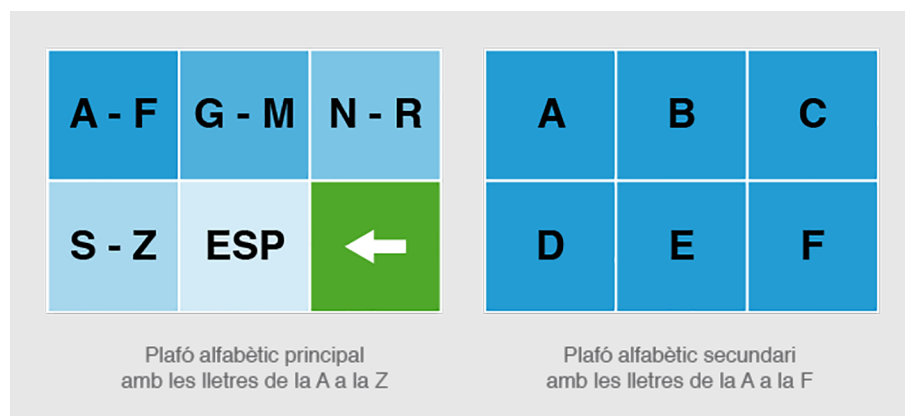 A - F G - M N - R
S - Z ESP
Plafó alfabètic principal
amb les lletres de la A a la Z
A B C
D E F
Plafó alfabètic secundari
amb les lletres de la A a la F